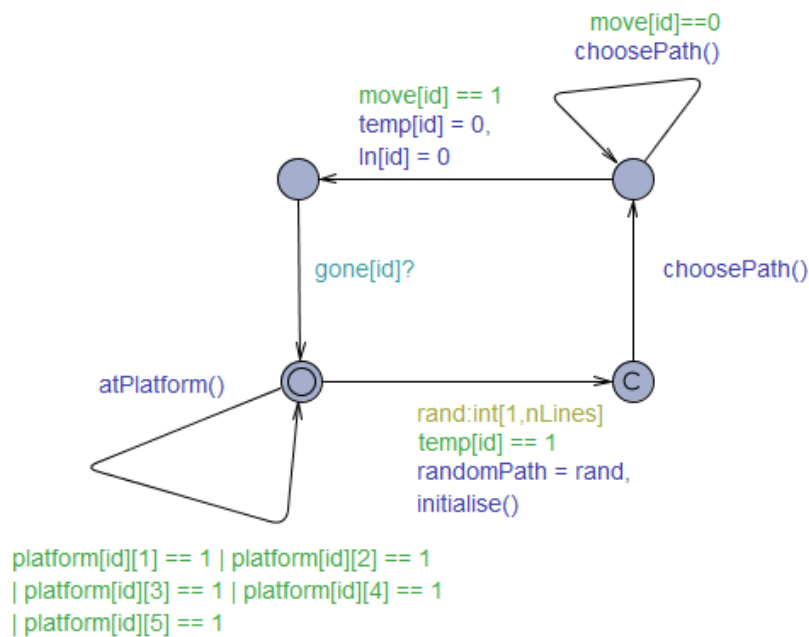 move[id]==0
choosePath()
move[id] == 1
temp[id] = 0,
ln[id] = 0
gone[id]?
choosePath()
atPlatform()
C
rand:int[1,nLines]
temp[id] == 1
randomPath = rand,
initialise()
platform[id][1] == 1 | platform[id][2] == 1
| platform[id][3] == 1 | platform[id][4] == 1
| platform[id][5] == 1